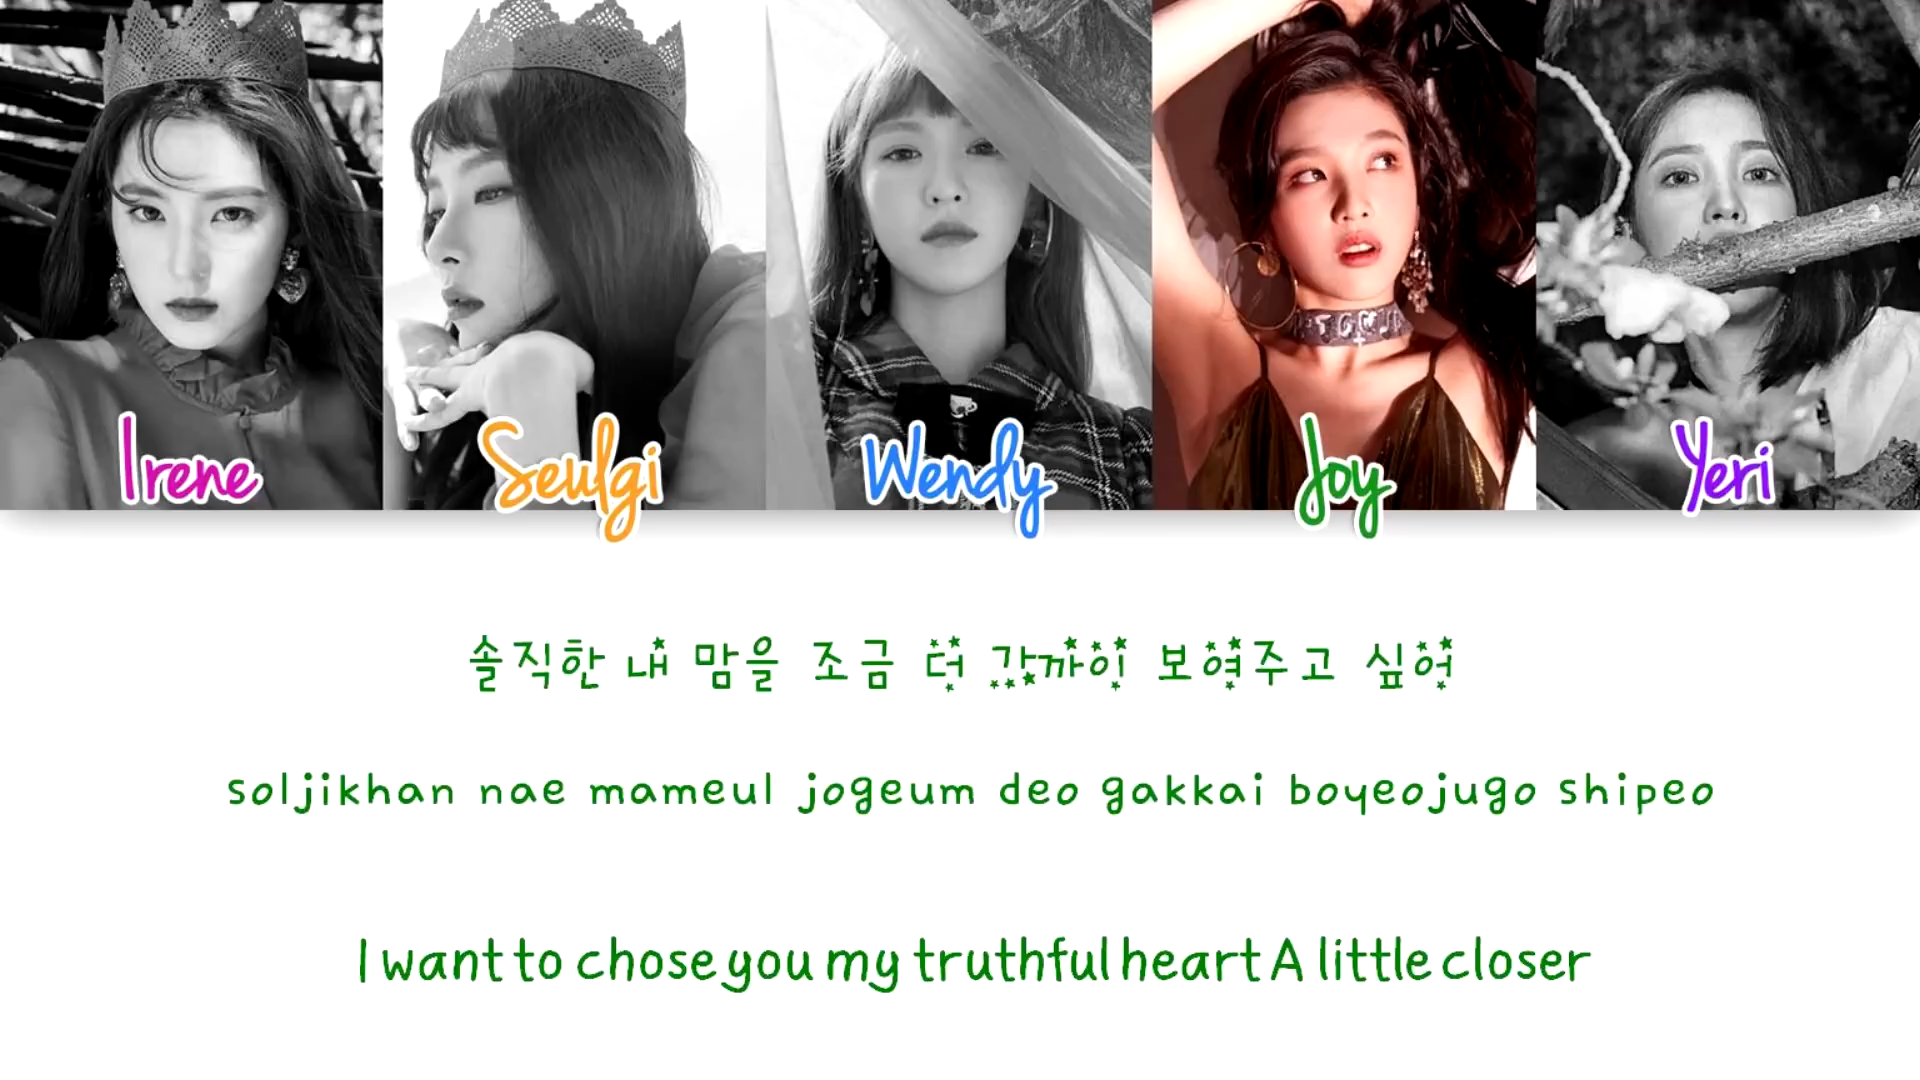 Irene Seulgi Wendy Joy Yeri
솔직한 내 맘을 조금 더 갂까이 보여주고 싶어
soljikhan nae mameul jogeum deo gakkai boyeojugo shipeo
I want to chose you my truthful heart A little closer